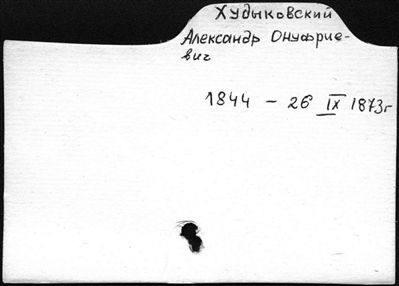 Худыковский
Александр Онуфрие-
вич
1844 – 26 IX 1873г